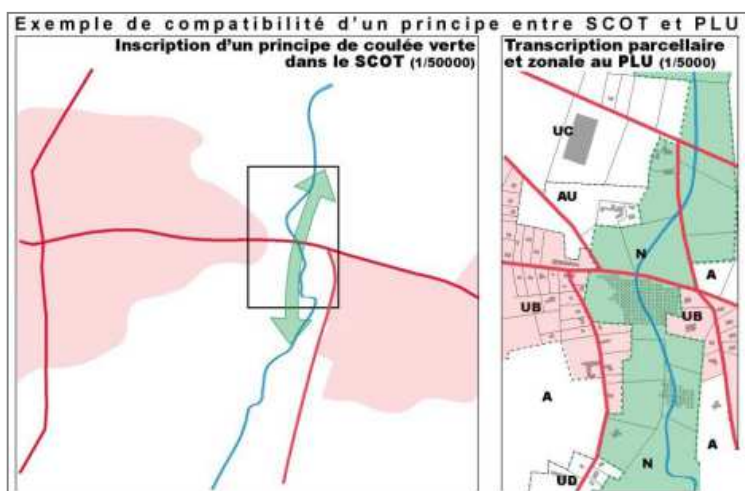 Exemple de compatibilité d'un principe entre SCOT et PLU
Inscription d'un principe de coulée verte
dans le SCOT (1/50000)
Transcription parcellaire
et zonale au PLU (1/5000)
UC
AU
N
A
UB
UB
A
A
N
UD